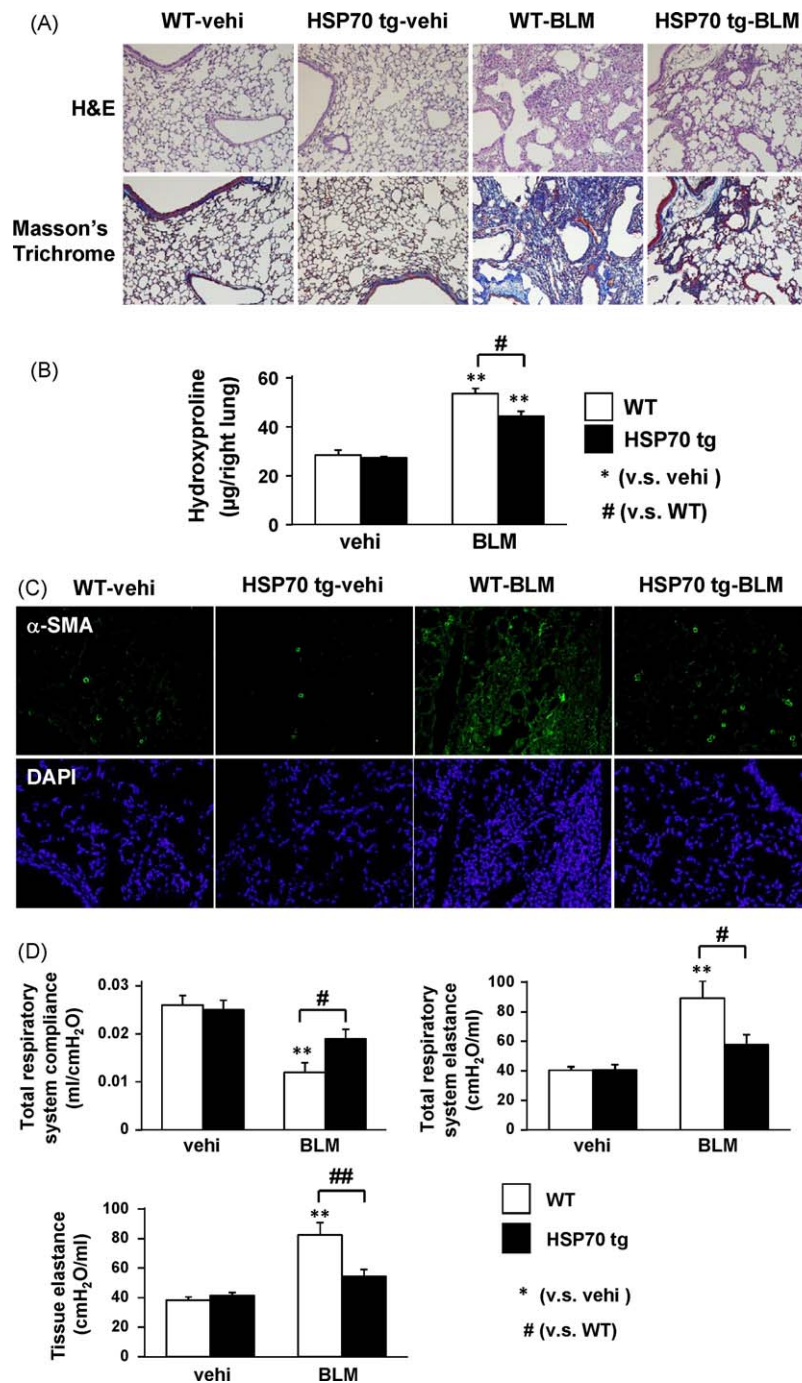 (A)
WT-vehi HSP70 tg-vehi WT-BLM HSP70 tg-BLM
H&E
Masson's
Trichrome
(B)
Hydroxyproline
(µg/right lung)
60
40
20
0
** **
#
vehi BLM
WT
HSP70 tg
* (v.s. vehi )
# (v.s. WT)
(C)
WT-vehi HSP70 tg-vehi WT-BLM HSP70 tg-BLM
α-SMA
DAPI
(D)
Total respiratory
system compliance
(ml/cmH₂O)
0.03
0.02
0.01
0
**
#
vehi BLM
Total respiratory
system elastance
(cmH₂O/ml)
100
80
60
40
20
0
**
#
vehi BLM
Tissue elastance
(cmH₂O/ml)
100
80
60
40
20
0
**
##
vehi BLM
WT
HSP70 tg
* (v.s. vehi )
# (v.s. WT)